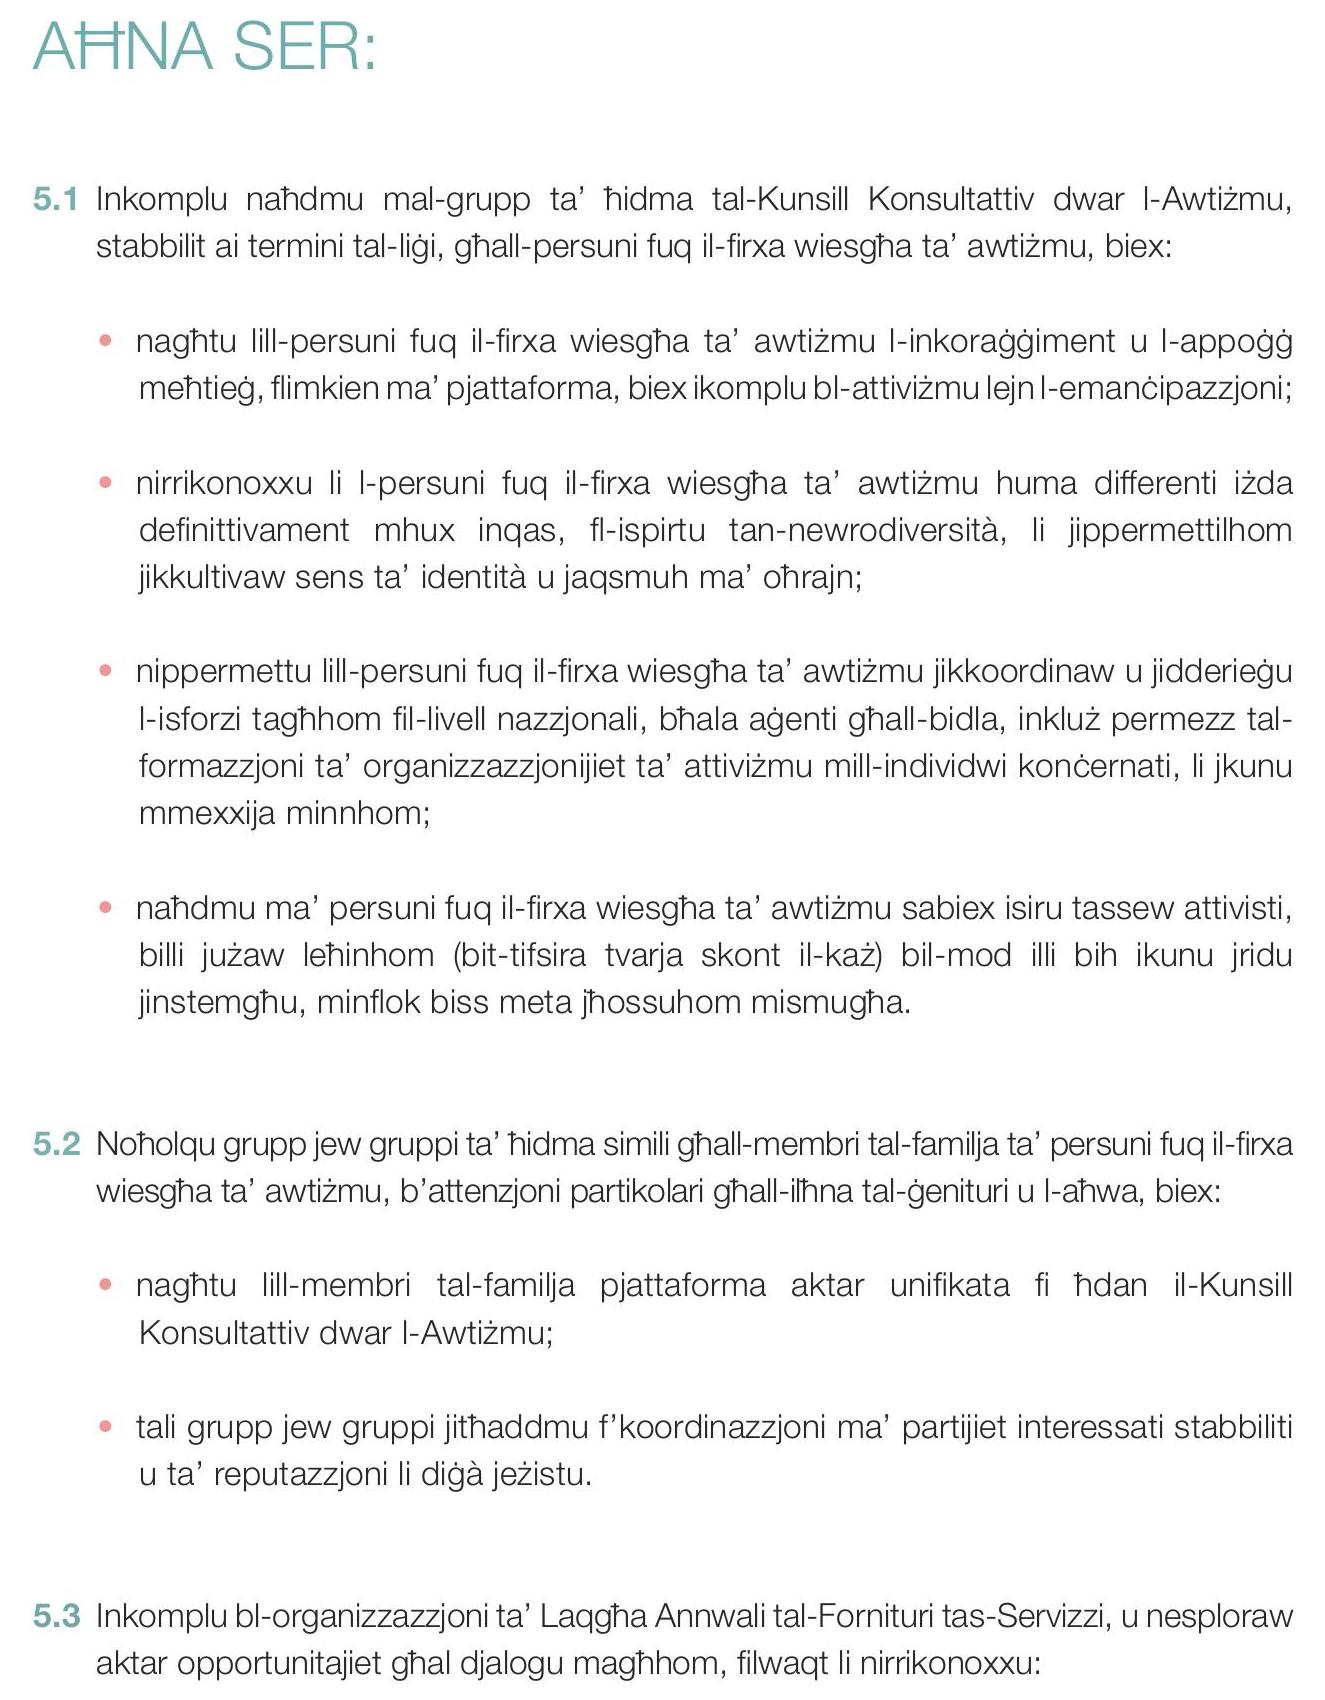 AĦNA SER:
5.1 Inkomplu naħdmu mal-grupp ta’ ħidma tal-Kunsill Konsultattiv dwar l-Awtiżmu,
stabbilit ai termini tal-liġi, għall-persuni fuq il-firxa wiesgħa ta’ awtiżmu, biex:
• nagħtu lill-persuni fuq il-firxa wiesgħa ta’ awtiżmu l-inkoraġġiment u l-appoġġ
meħtieġ, flimkien ma’ pjattaforma, biex ikomplu bl-attiviżmu lejn l-emanċipazzjoni;
• nirrikonoxxu li l-persuni fuq il-firxa wiesgħa ta’ awtiżmu huma differenti iżda
definittivament mhux inqas, fl-ispirtu tan-newrodiversità, li jippermettilhom
jikkultivaw sens ta’ identità u jaqsmuh ma’ oħrajn;
• nippermettu lill-persuni fuq il-firxa wiesgħa ta’ awtiżmu jikkoordinaw u jidderieġu
l-isforzi tagħhom fil-livell nazzjonali, bħala aġenti għall-bidla, inkluż permezz tal-
formazzjoni ta’ organizzazzjonijiet ta’ attiviżmu mill-individwi konċernati, li jkunu
mmexxija minnhom;
• naħdmu ma’ persuni fuq il-firxa wiesgħa ta’ awtiżmu sabiex isiru tassew attivisti,
billi jużaw leħinhom (bit-tifsira tvarja skont il-każ) bil-mod illi bih ikunu jridu
jinstemgħu, minflok biss meta jħossuhom mismugħa.
5.2 Noħolqu grupp jew gruppi ta’ ħidma simili għall-membri tal-familja ta’ persuni fuq il-firxa
wiesgħa ta’ awtiżmu, b’attenzjoni partikolari għall-ilħna tal-ġenituri u l-aħwa, biex:
• nagħtu lill-membri tal-familja pjattaforma aktar unifikata fi ħdan il-Kunsill
Konsultattiv dwar l-Awtiżmu;
• tali grupp jew gruppi jitħaddmu f’koordinazzjoni ma’ partijiet interessati stabbiliti
u ta’ reputazzjoni li diġà jeżistu.
5.3 Inkomplu bl-organizzazzjoni ta’ Laqgħa Annwali tal-Fornituri tas-Servizzi, u nesploraw
aktar opportunitajiet għal djalogu magħhom, filwaqt li nirrikonoxxu: